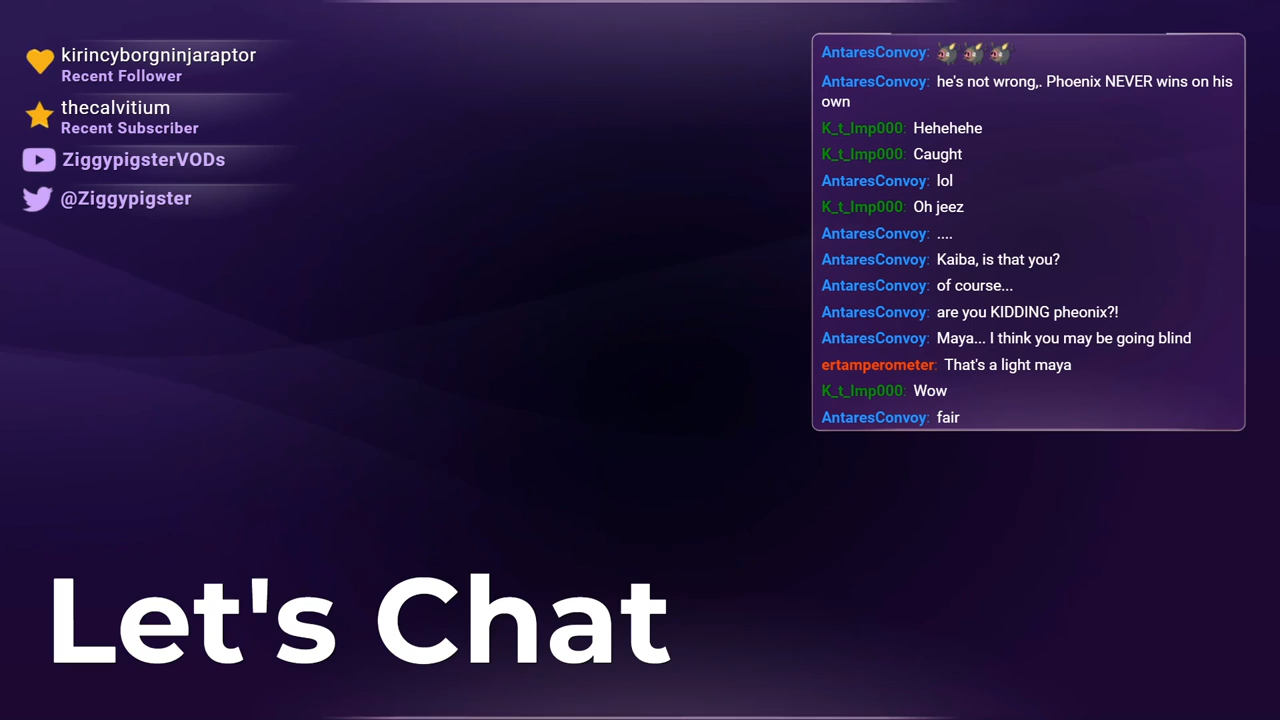 kirincyborgninjaraptor
Recent Follower
thecalvitium
Recent Subscriber
ZiggypigsterVODs
@Ziggypigster
AntaresConvoy:
AntaresConvoy: he's not wrong,. Phoenix NEVER wins on his
own
K_t_Imp000: Hehehehe
K_t_Imp000: Caught
AntaresConvoy: lol
K_t_Imp000: Oh jeez
AntaresConvoy: ....
AntaresConvoy: Kaiba, is that you?
AntaresConvoy: of course...
AntaresConvoy: are you KIDDING pheonix?!
AntaresConvoy: Maya... I think you may be going blind
ertamperometer: That's a light maya
K_t_Imp000: Wow
AntaresConvoy: fair
Let's Chat